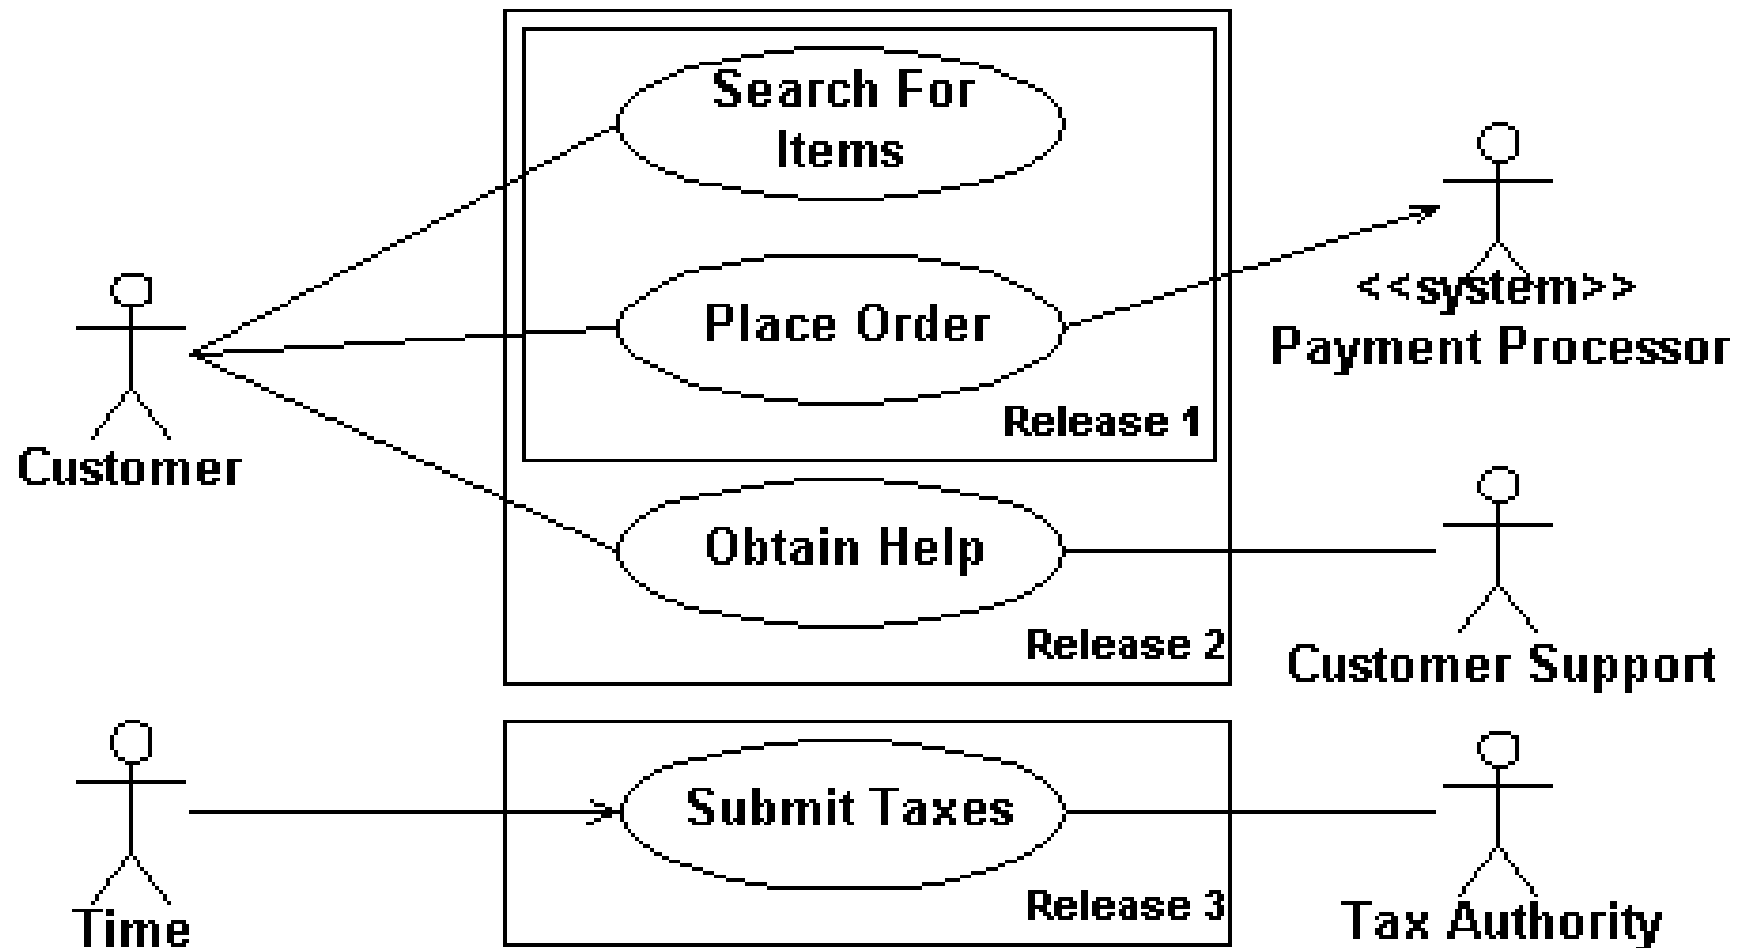 Search For
Items
Place Order
Release 1
<<system>>
Payment Processor
Customer
Obtain Help
Release 2
Customer Support
Submit Taxes
Release 3
Time
Tax Authority